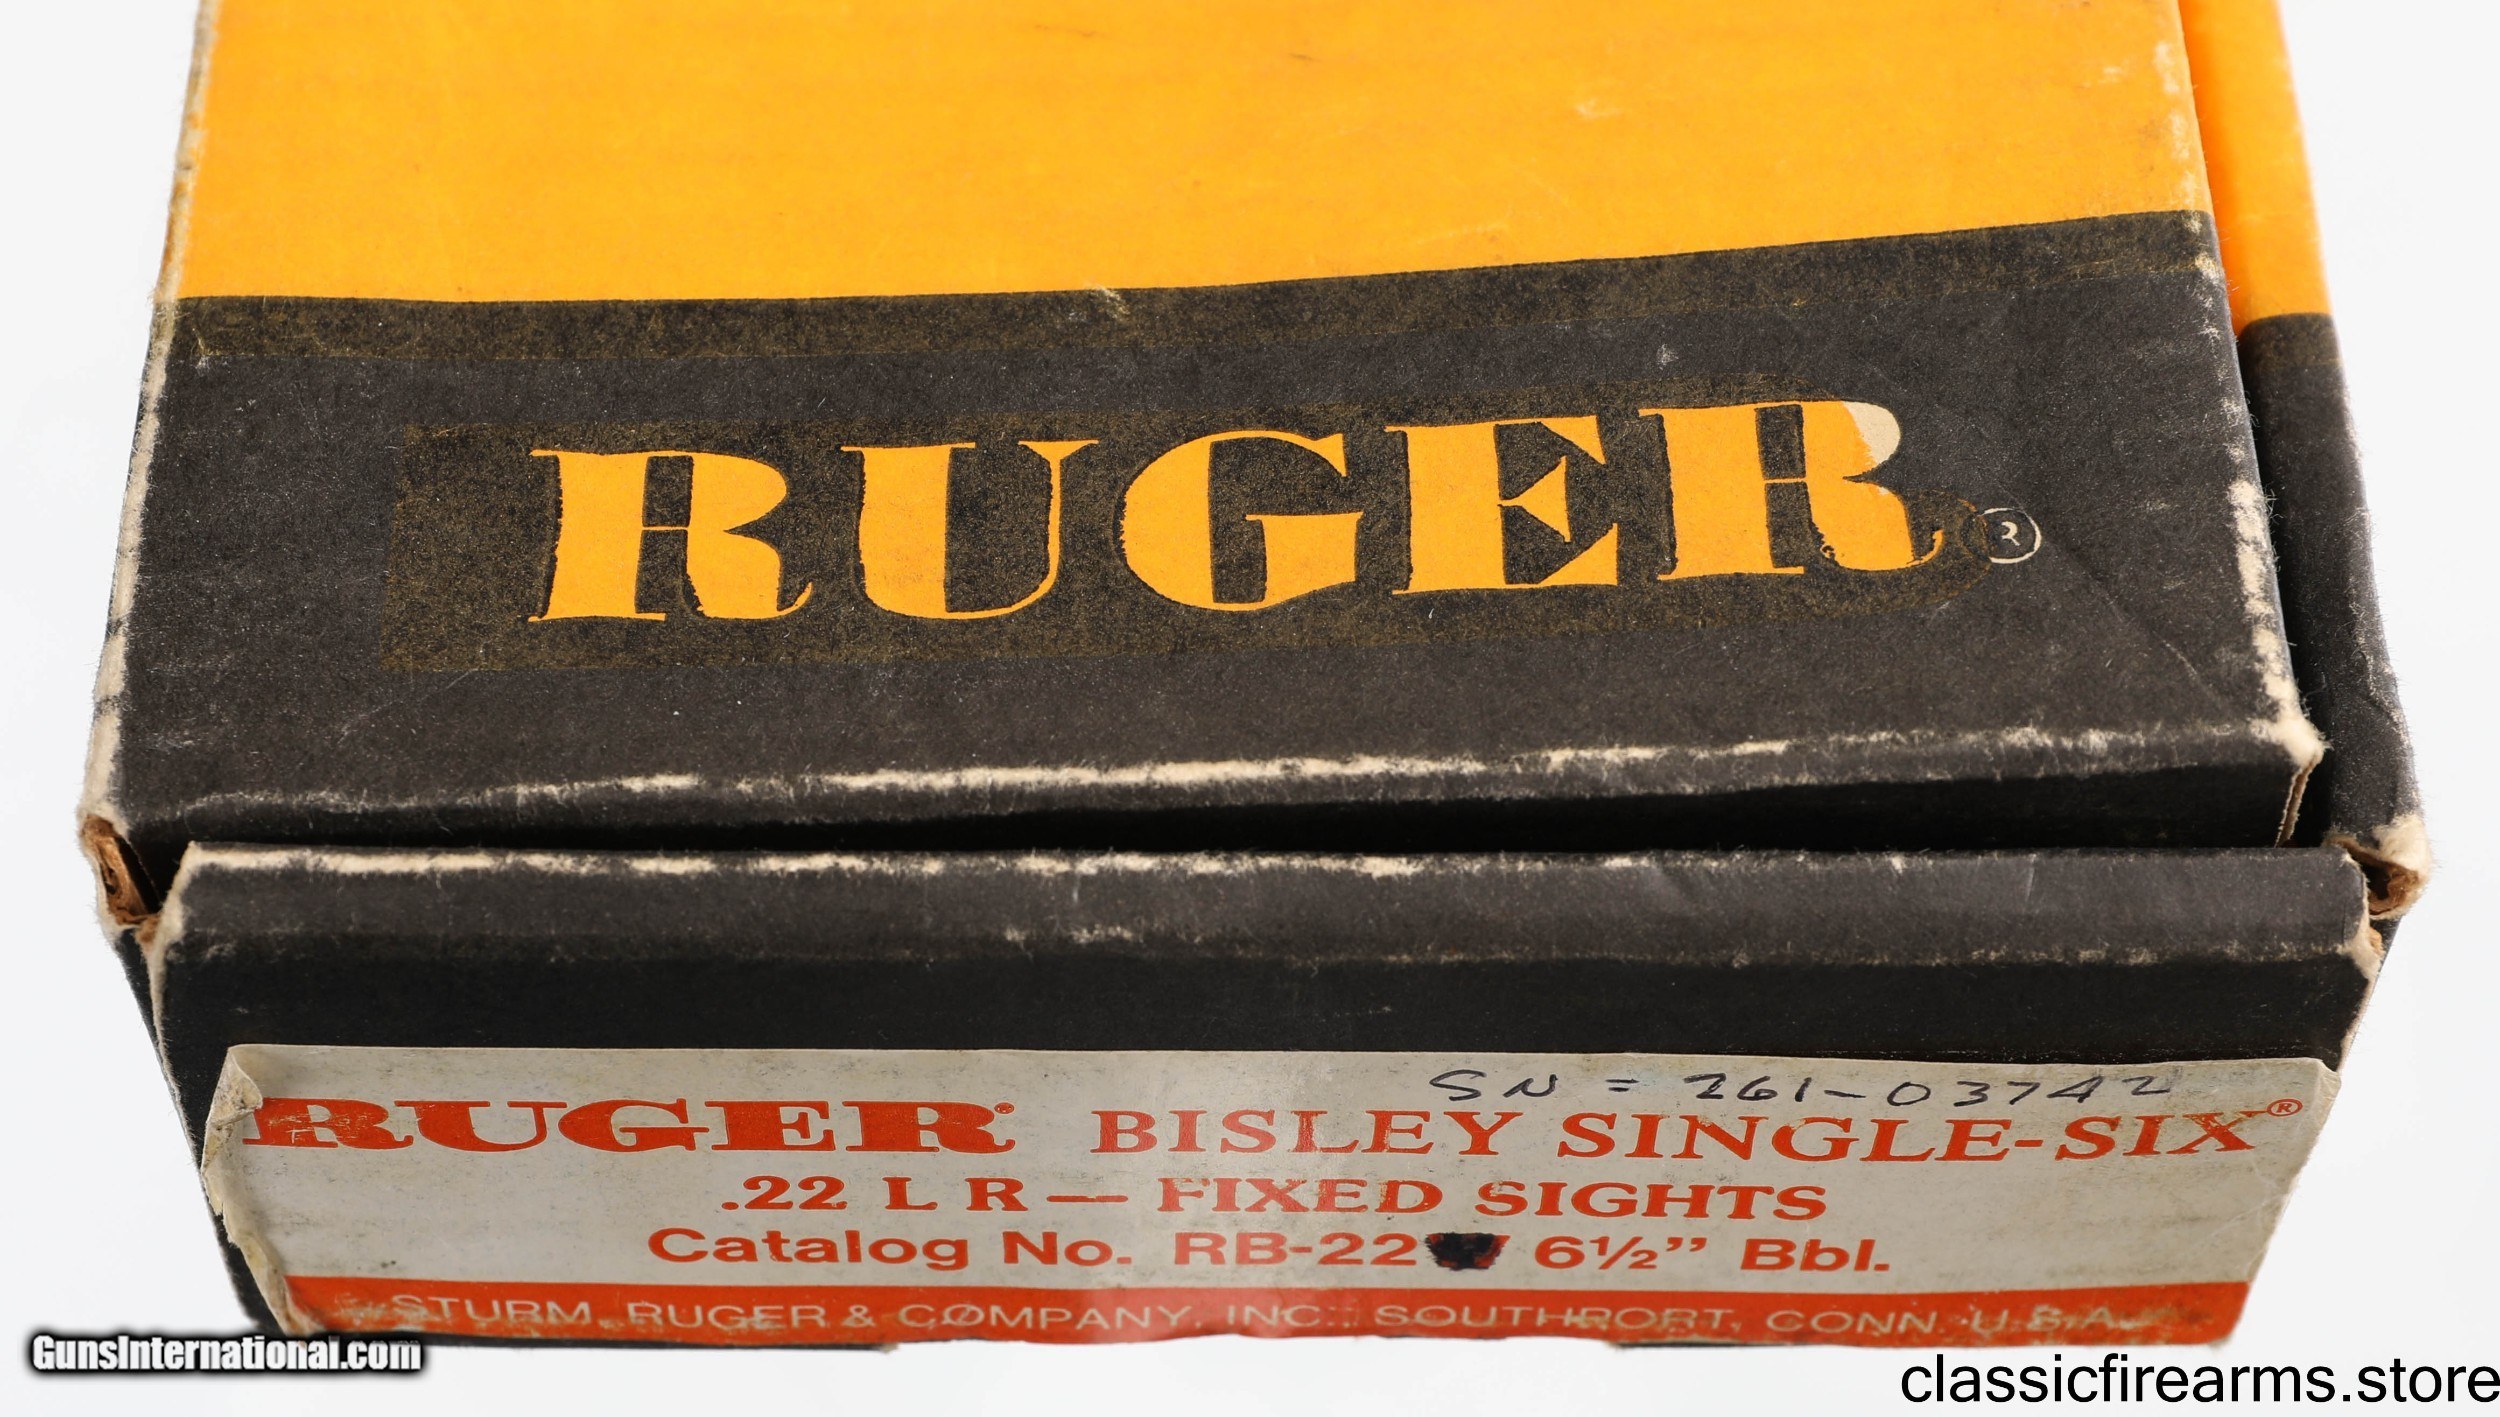 RUGER®
SN = 261-03742
RUGER® BISLEY SINGLE-SIX®
.22 L R — FIXED SIGHTS
Catalog No. RB-22 6½” Bbl.
STURM, RUGER & COMPANY, INC. SOUTHPORT, CONN. U.S.A.
GunsInternational.com
classicfirearms.store